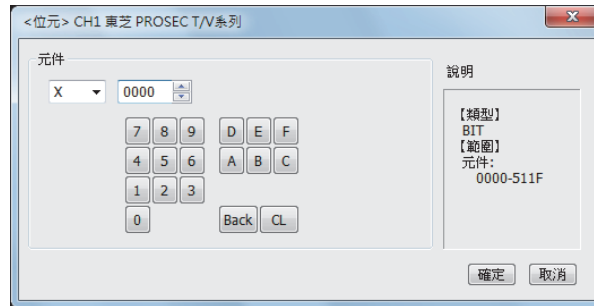 <位元> CH1 東芝 PROSEC T/V系列
元件
X 0000
7 8 9 D E F
4 5 6 A B C
1 2 3
0 Back CL
說明
【類型】
BIT
【範圍】
元件:
0000-511F
確定 取消